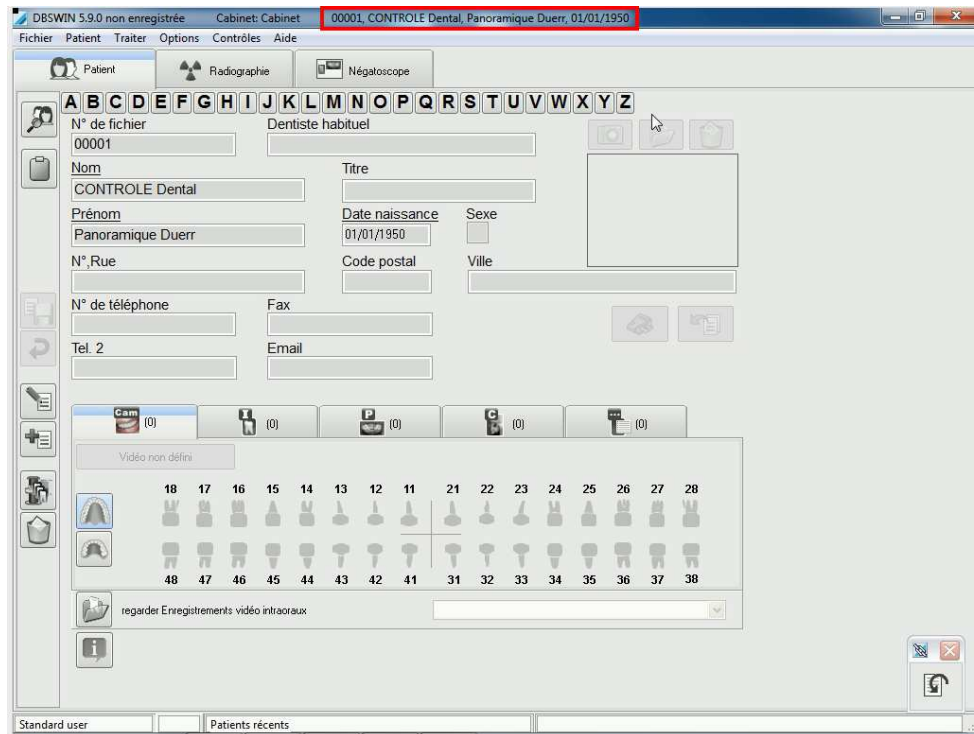 DBSWIN 5.9.0 non enregistrée Cabinet: Cabinet 00001, CONTROLE Dental, Panoramique Duerr, 01/01/1950
Fichier Patient Traiter Options Contrôles Aide
Patient Radiographie Négatoscope
A B C D E F G H I J K L M N O P Q R S T U V W X Y Z
N° de fichier Dentiste habituel
00001
Nom Titre
CONTROLE Dental
Prénom Date naissance Sexe
Panoramique Duerr 01/01/1950
N°,Rue Code postal Ville
N° de téléphone Fax
Tel. 2 Email
Cam (0) I (0) P (0) C (0) (0)
Vidéo non défini
18 17 16 15 14 13 12 11 21 22 23 24 25 26 27 28
48 47 46 45 44 43 42 41 31 32 33 34 35 36 37 38
regarder Enregistrements vidéo intraoraux
i
Standard user Patients récents